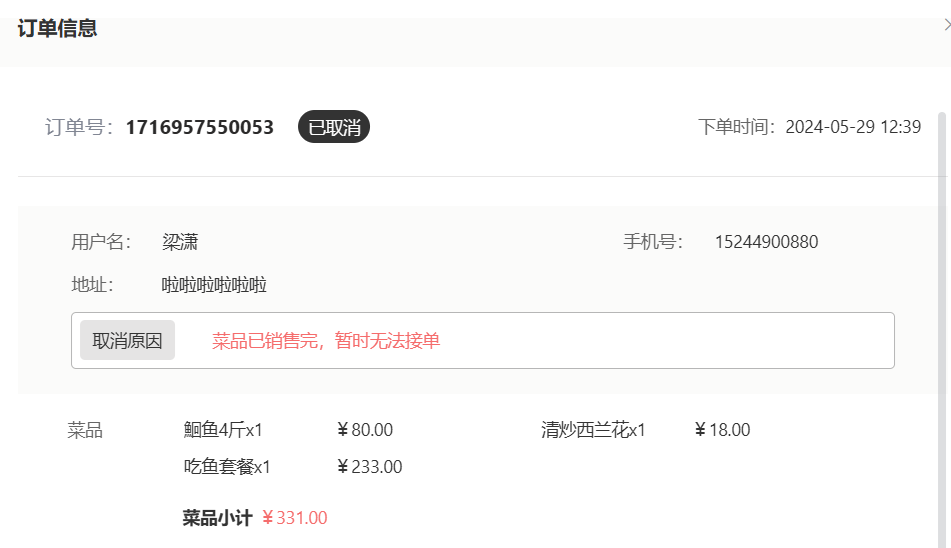 订单信息
订单号： 1716957550053 已取消 下单时间：2024-05-29 12:39
用户名： 梁潇 手机号： 15244900880
地址： 啦啦啦啦啦啦
取消原因 菜品已销售完，暂时无法接单
菜品 鮰鱼4斤x1 ￥80.00 清炒西兰花x1 ￥18.00
吃鱼套餐x1 ￥233.00
菜品小计 ￥331.00